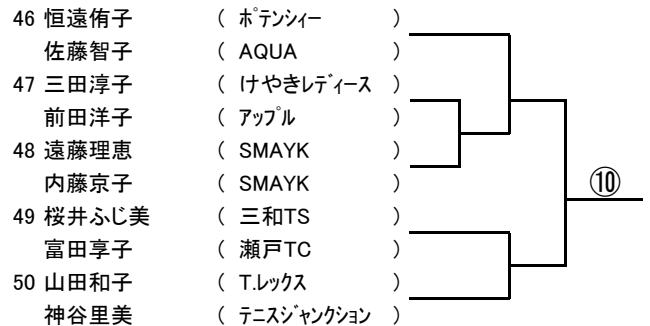 46 恒遠侑子 ( ﾎﾟﾃﾝｼｨｰ )
佐藤智子 ( AQUA )
47 三田淳子 ( けやきﾚﾃﾞｨｰｽ )
前田洋子 ( ｱｯﾌﾟﾙ )
48 遠藤理恵 ( SMAYK )
内藤京子 ( SMAYK )
⑩
49 桜井ふじ美 ( 三和TS )
富田享子 ( 瀬戸TC )
50 山田和子 ( T.ﾚｯｸｽ )
神谷里美 ( ﾃﾆｽｼﾞｬﾝｸｼｮﾝ )